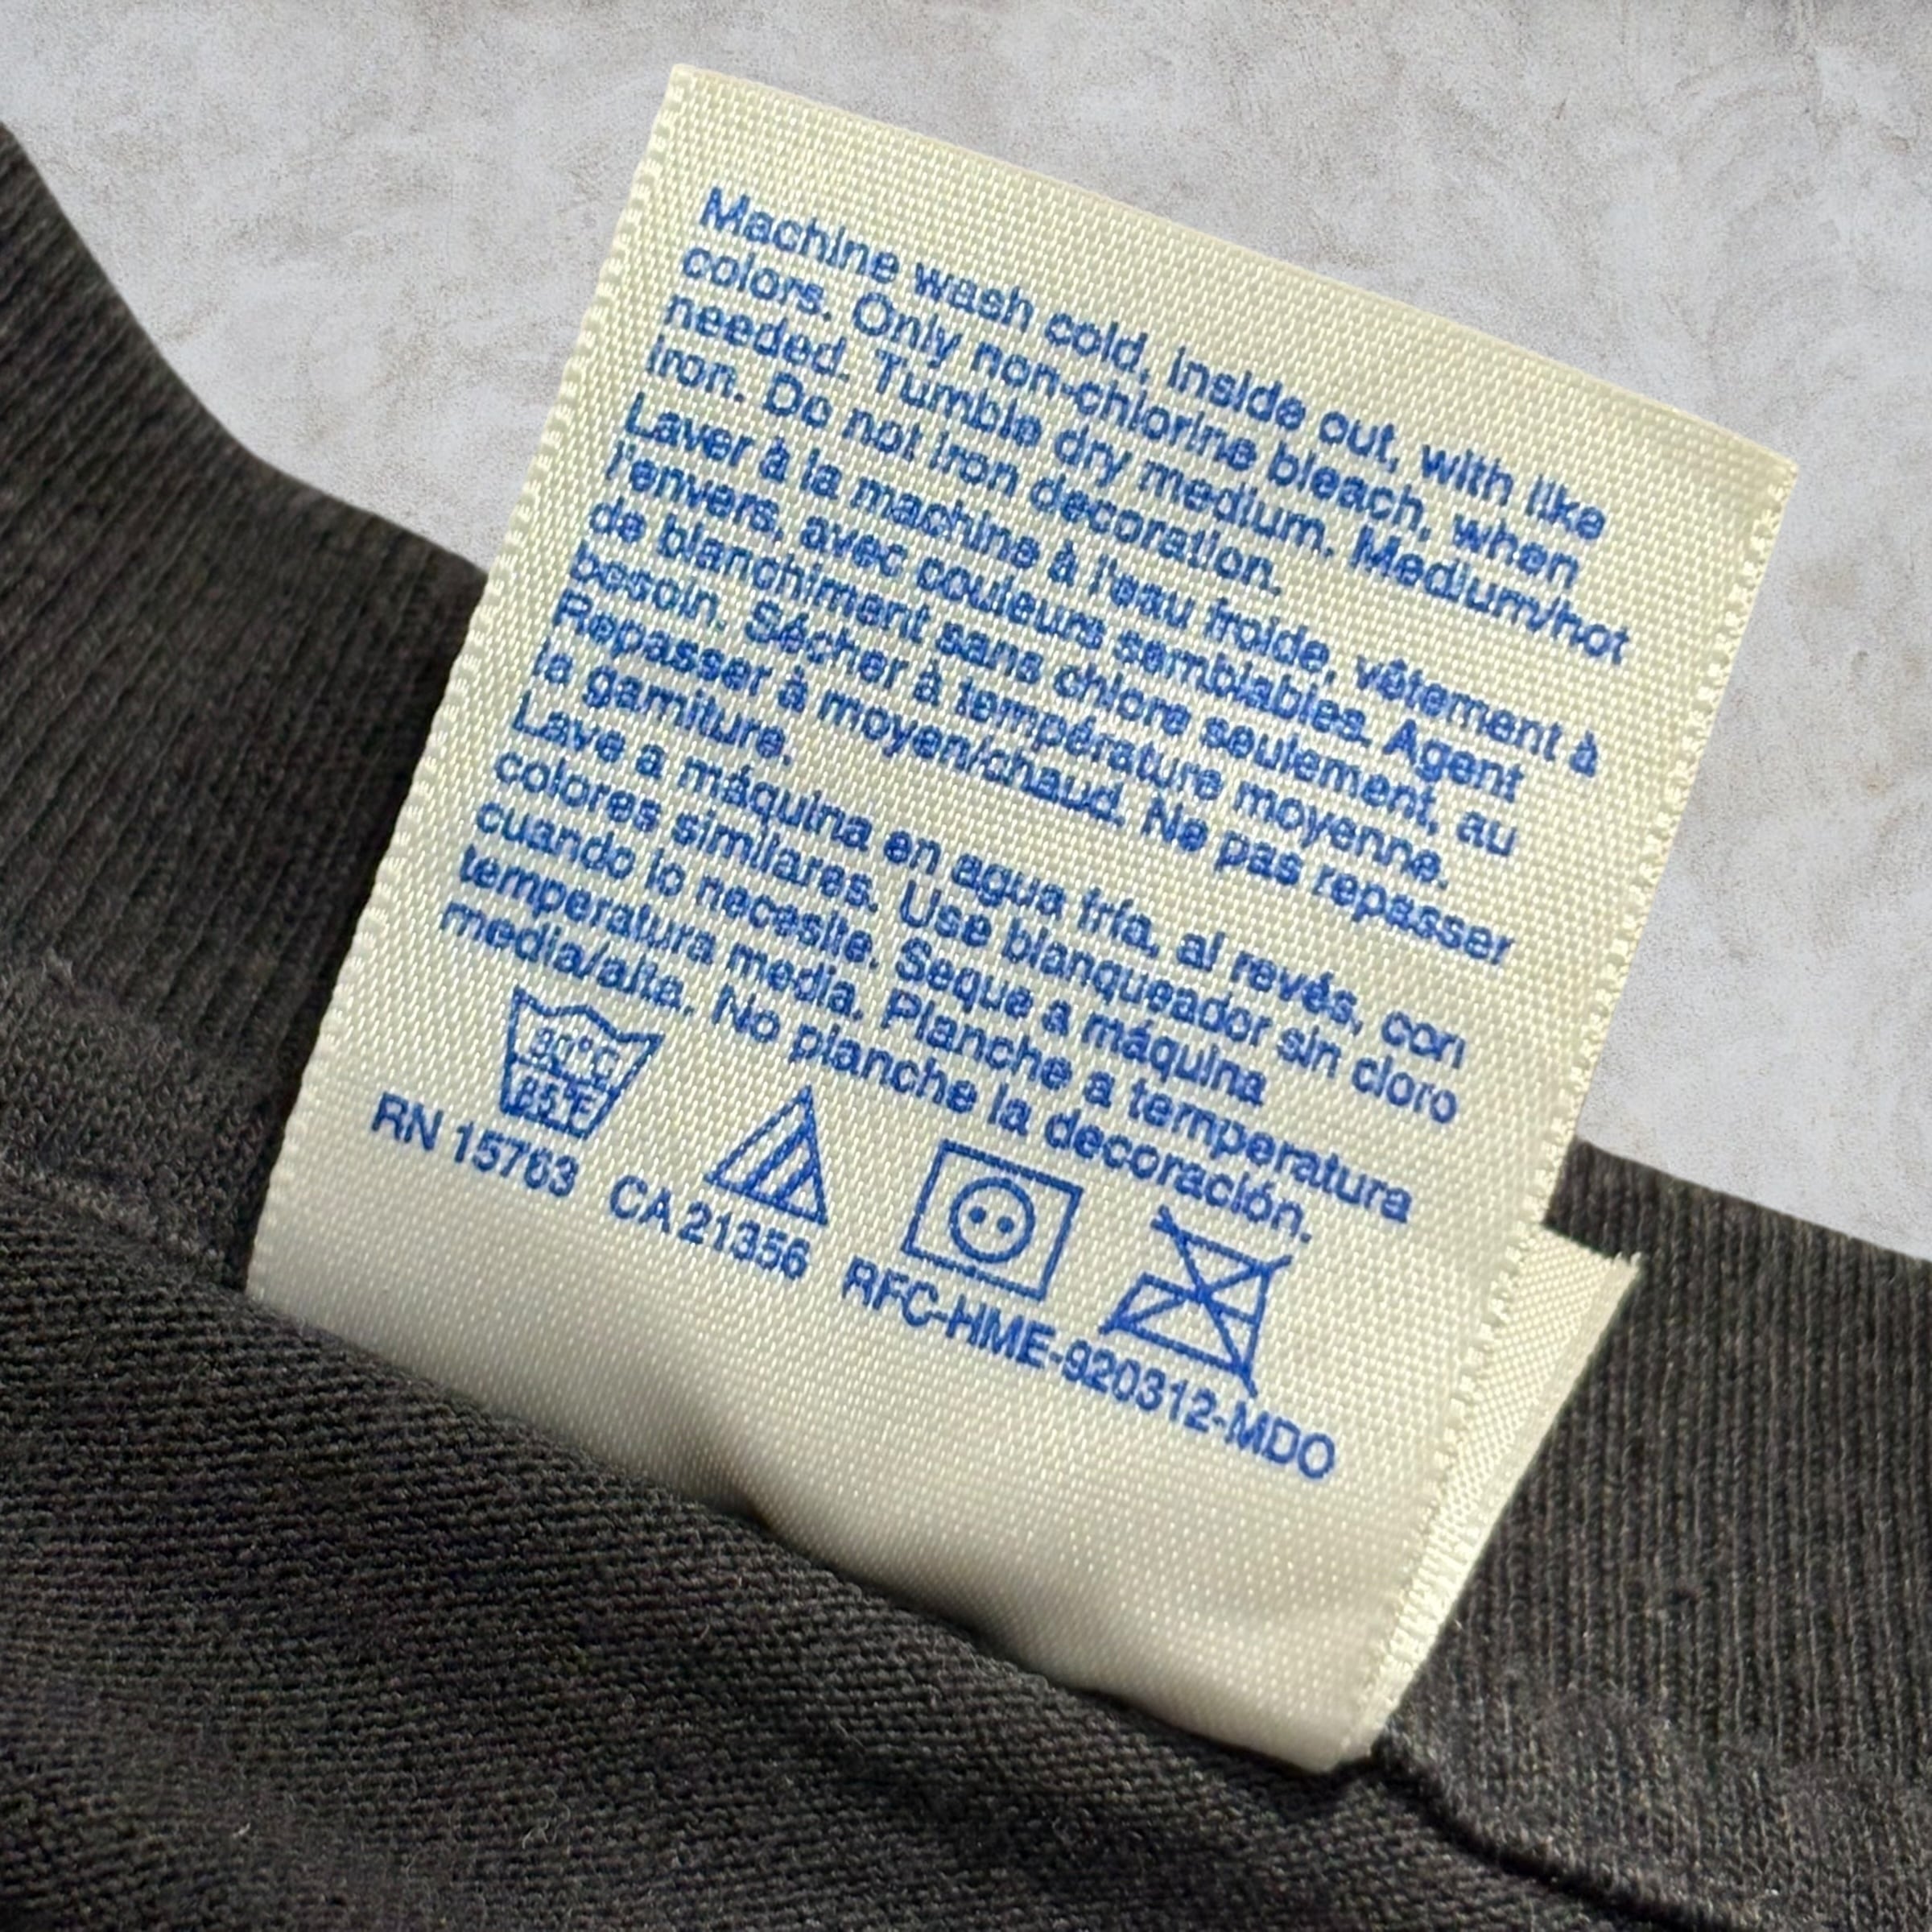 Machine wash cold, inside out, with like
colors. Only non-chlorine bleach, when
needed. Tumble dry medium. Medium/hot
iron. Do not iron decoration.
Laver à la machine à l'eau froide, vêtement à
l'envers, avec couleurs semblables. Agent
de blanchiment sans chlore seulement, au
besoin. Sécher à température moyenne.
Repasser à moyen/chaud. Ne pas repasser
la garniture.
Lave a máquina en agua fría, al revés, con
colores similares. Use blanqueador sin cloro
cuando lo necesite. Seque a máquina
temperatura media. Planche a temperatura
media/alta. No planche la decoración.
30°C
85°F
RN 15763 CA 21356 RFC-HME-920312-MDO